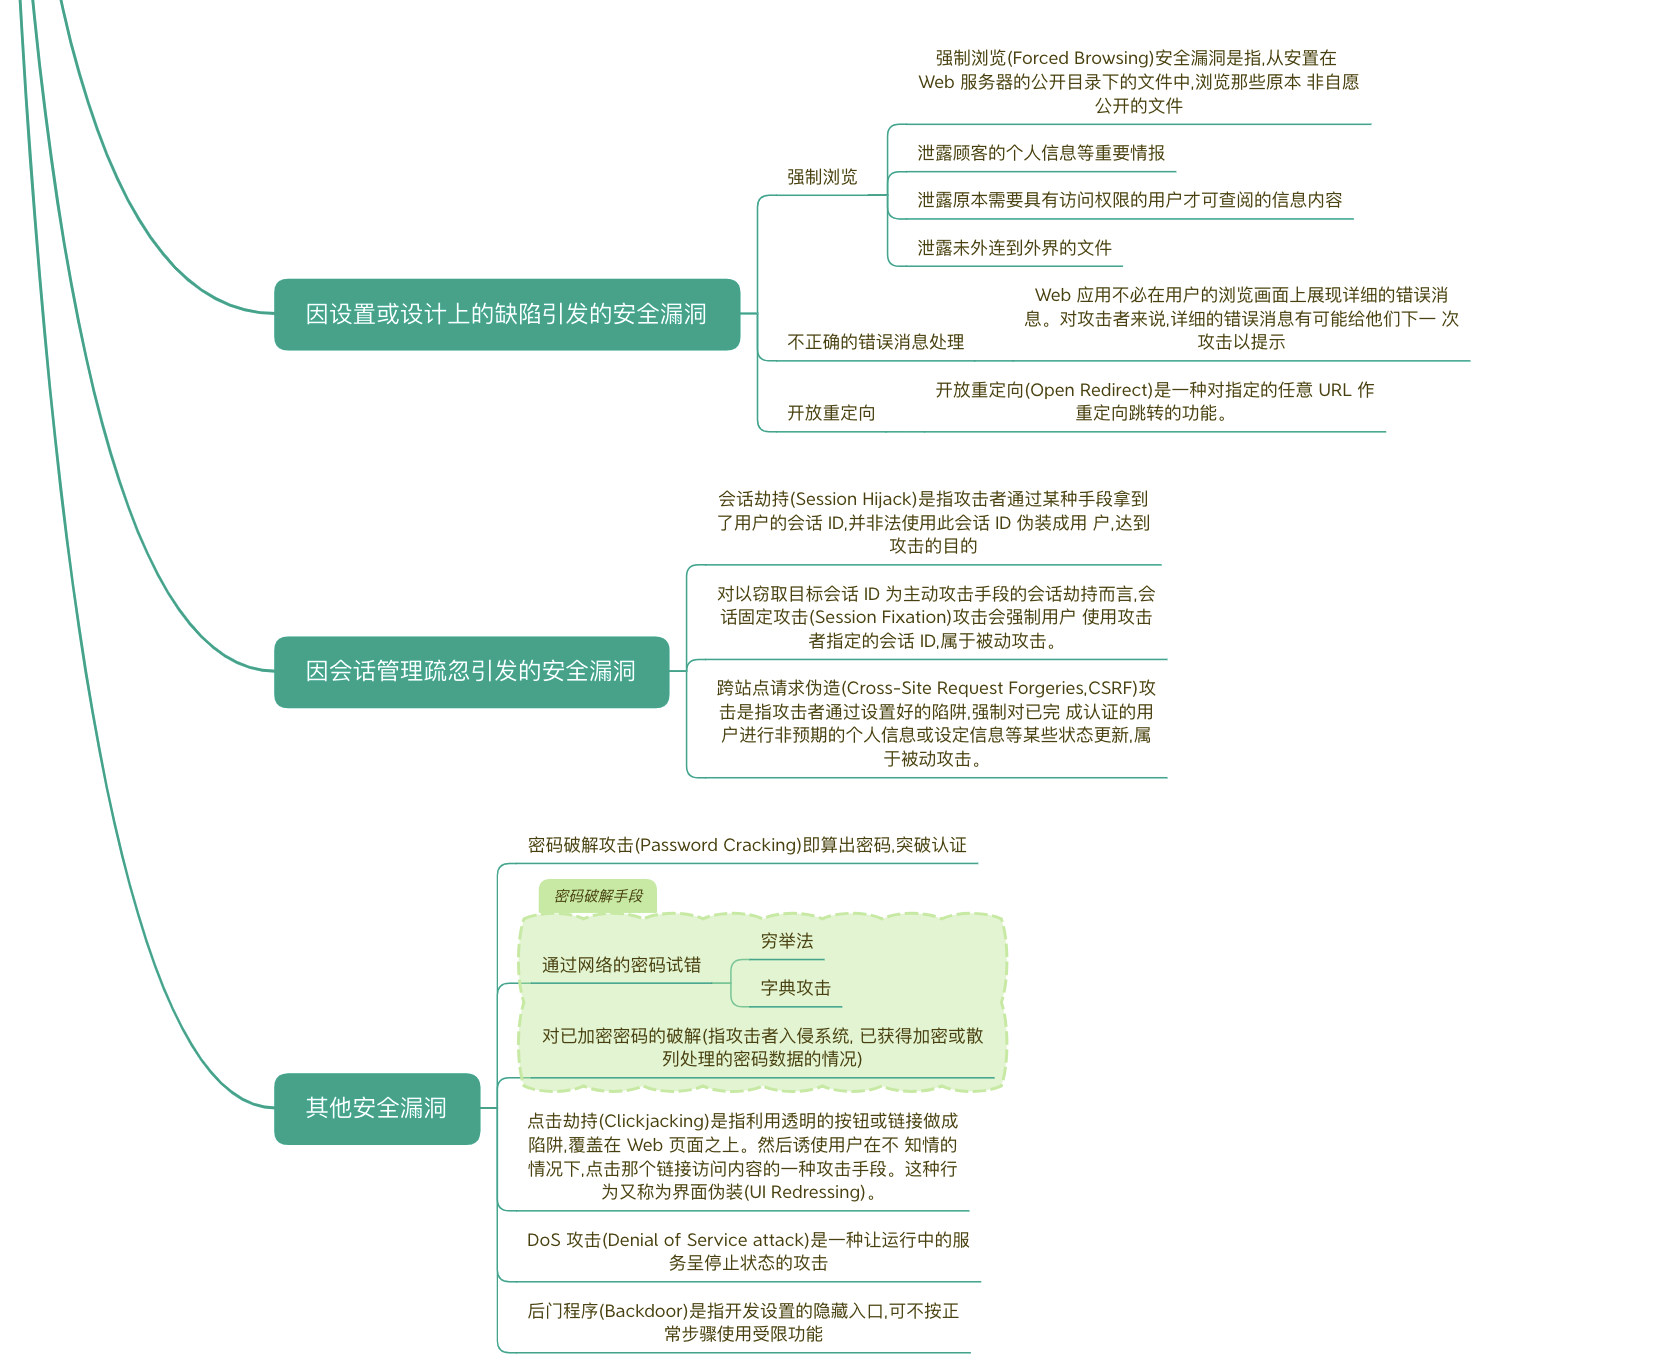 强制浏览(Forced Browsing)安全漏洞是指,从安置在
Web 服务器的公开目录下的文件中,浏览那些原本 非自愿
公开的文件
泄露顾客的个人信息等重要情报
强制浏览
泄露原本需要具有访问权限的用户才可查阅的信息内容
泄露未外连到外界的文件
因设置或设计上的缺陷引发的安全漏洞
Web 应用不必在用户的浏览画面上展现详细的错误消
息。对攻击者来说,详细的错误消息有可能给他们下一 次
攻击以提示
不正确的错误消息处理
开放重定向(Open Redirect)是一种对指定的任意 URL 作
重定向跳转的功能。
开放重定向
会话劫持(Session Hijack)是指攻击者通过某种手段拿到
了用户的会话 ID,并非法使用此会话 ID 伪装成用 户,达到
攻击的目的
对以窃取目标会话 ID 为主动攻击手段的会话劫持而言,会
话固定攻击(Session Fixation)攻击会强制用户 使用攻击
者指定的会话 ID,属于被动攻击。
因会话管理疏忽引发的安全漏洞
跨站点请求伪造(Cross-Site Request Forgeries,CSRF)攻
击是指攻击者通过设置好的陷阱,强制对已完 成认证的用
户进行非预期的个人信息或设定信息等某些状态更新,属
于被动攻击。
密码破解攻击(Password Cracking)即算出密码,突破认证
密码破解手段
穷举法
通过网络的密码试错
字典攻击
对已加密密码的破解(指攻击者入侵系统, 已获得加密或散
列处理的密码数据的情况)
其他安全漏洞
点击劫持(Clickjacking)是指利用透明的按钮或链接做成
陷阱,覆盖在 Web 页面之上。然后诱使用户在不 知情的
情况下,点击那个链接访问内容的一种攻击手段。这种行
为又称为界面伪装(UI Redressing)。
DoS 攻击(Denial of Service attack)是一种让运行中的服
务呈停止状态的攻击
后门程序(Backdoor)是指开发设置的隐藏入口,可不按正
常步骤使用受限功能